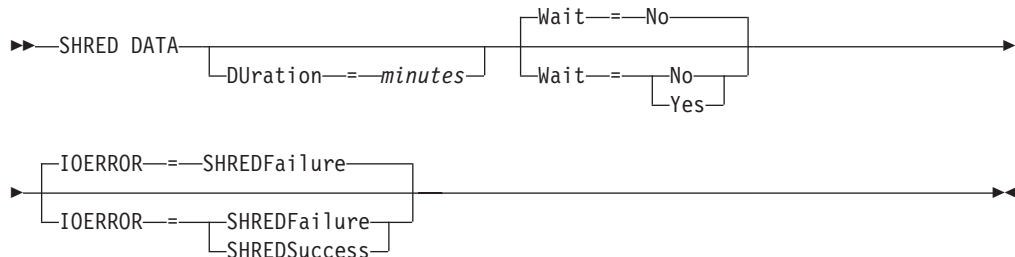 Wait = No
SHRED DATA
DUration = minutes
Wait = No
Yes
IOERROR = SHREDFailure
IOERROR = SHREDFailure
SHREDSuccess